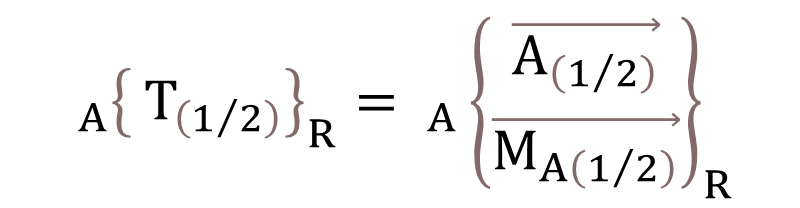 A{ T(1/2)}R = A { A(1/2) MA(1/2) }R